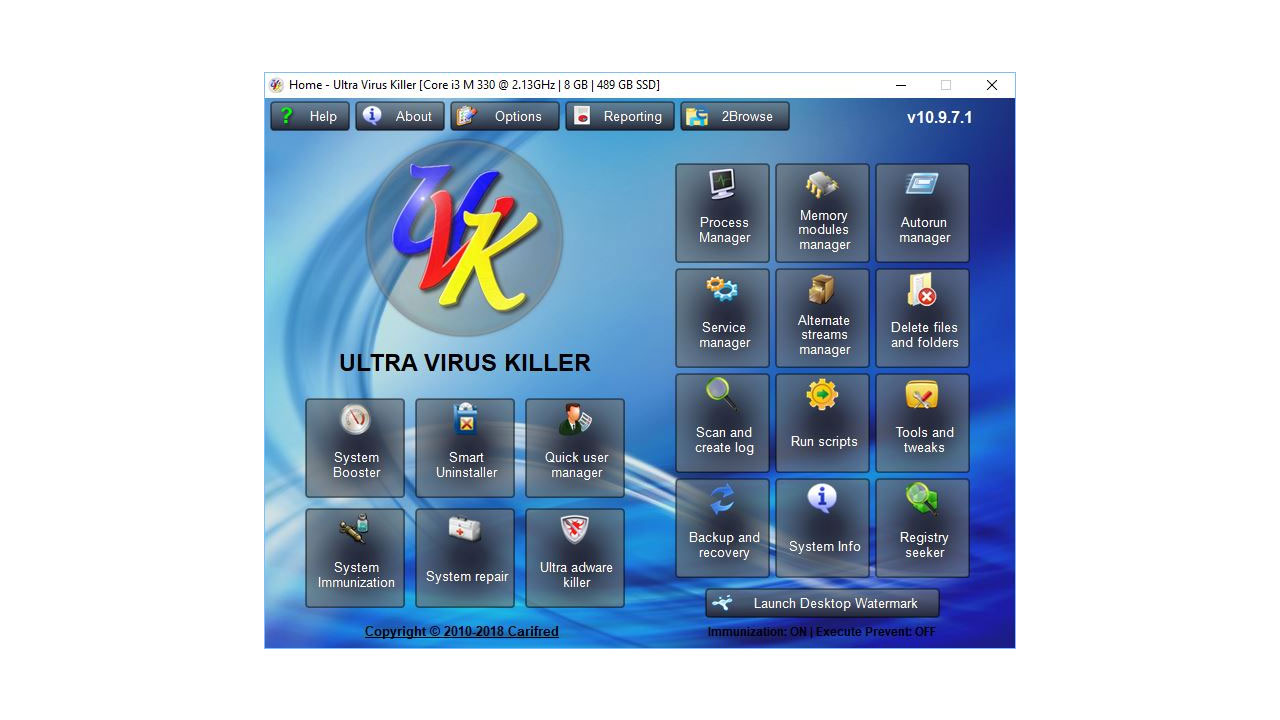 Home - Ultra Virus Killer [Core i3 M 330 @ 2.13GHz | 8 GB | 489 GB SSD]
Help
About
Options
Reporting
2Browse
v10.9.7.1
UVK
ULTRA VIRUS KILLER
System
Booster
Smart
Uninstaller
Quick user
manager
System
Immunization
System repair
Ultra adware
killer
Copyright © 2010-2018 Carifred
Process
Manager
Memory
modules
manager
Autorun
manager
Service
manager
Alternate
streams
manager
Delete files
and folders
Scan and
create log
Run scripts
Tools and
tweaks
Backup and
recovery
System Info
Registry
seeker
Launch Desktop Watermark
Immunization: ON | Execute Prevent: OFF